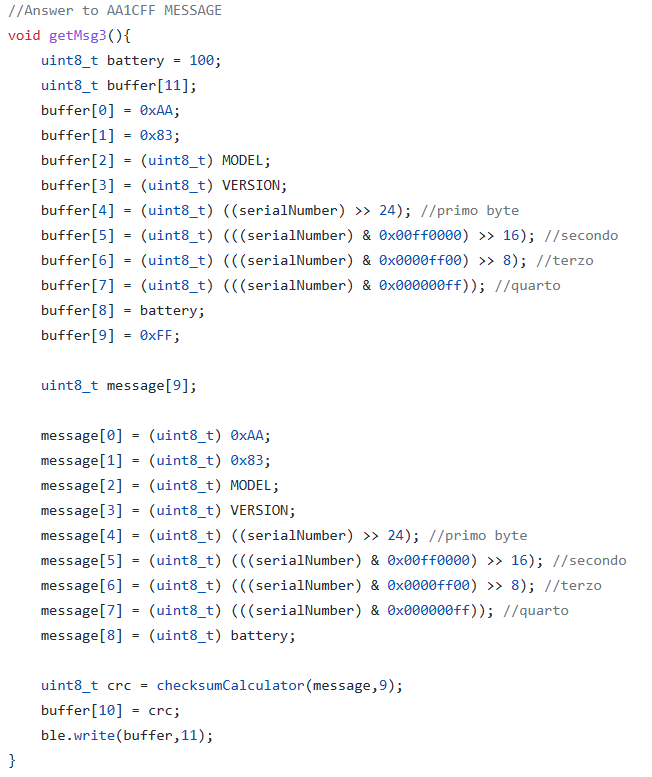 //Answer to AA1CFF MESSAGE
void getMsg3(){
    uint8_t battery = 100;
    uint8_t buffer[11];
    buffer[0] = 0xAA;
    buffer[1] = 0x83;
    buffer[2] = (uint8_t) MODEL;
    buffer[3] = (uint8_t) VERSION;
    buffer[4] = (uint8_t) ((serialNumber) >> 24); //primo byte
    buffer[5] = (uint8_t) (((serialNumber) & 0x00ff0000) >> 16); //secondo
    buffer[6] = (uint8_t) (((serialNumber) & 0x0000ff00) >> 8); //terzo
    buffer[7] = (uint8_t) (((serialNumber) & 0x000000ff)); //quarto
    buffer[8] = battery;
    buffer[9] = 0xFF;

    uint8_t message[9];

    message[0] = (uint8_t) 0xAA;
    message[1] = (uint8_t) 0x83;
    message[2] = (uint8_t) MODEL;
    message[3] = (uint8_t) VERSION;
    message[4] = (uint8_t) ((serialNumber) >> 24); //primo byte
    message[5] = (uint8_t) (((serialNumber) & 0x00ff0000) >> 16); //secondo
    message[6] = (uint8_t) (((serialNumber) & 0x0000ff00) >> 8); //terzo
    message[7] = (uint8_t) (((serialNumber) & 0x000000ff)); //quarto
    message[8] = (uint8_t) battery;

    uint8_t crc = checksumCalculator(message,9);
    buffer[10] = crc;
    ble.write(buffer,11);
}